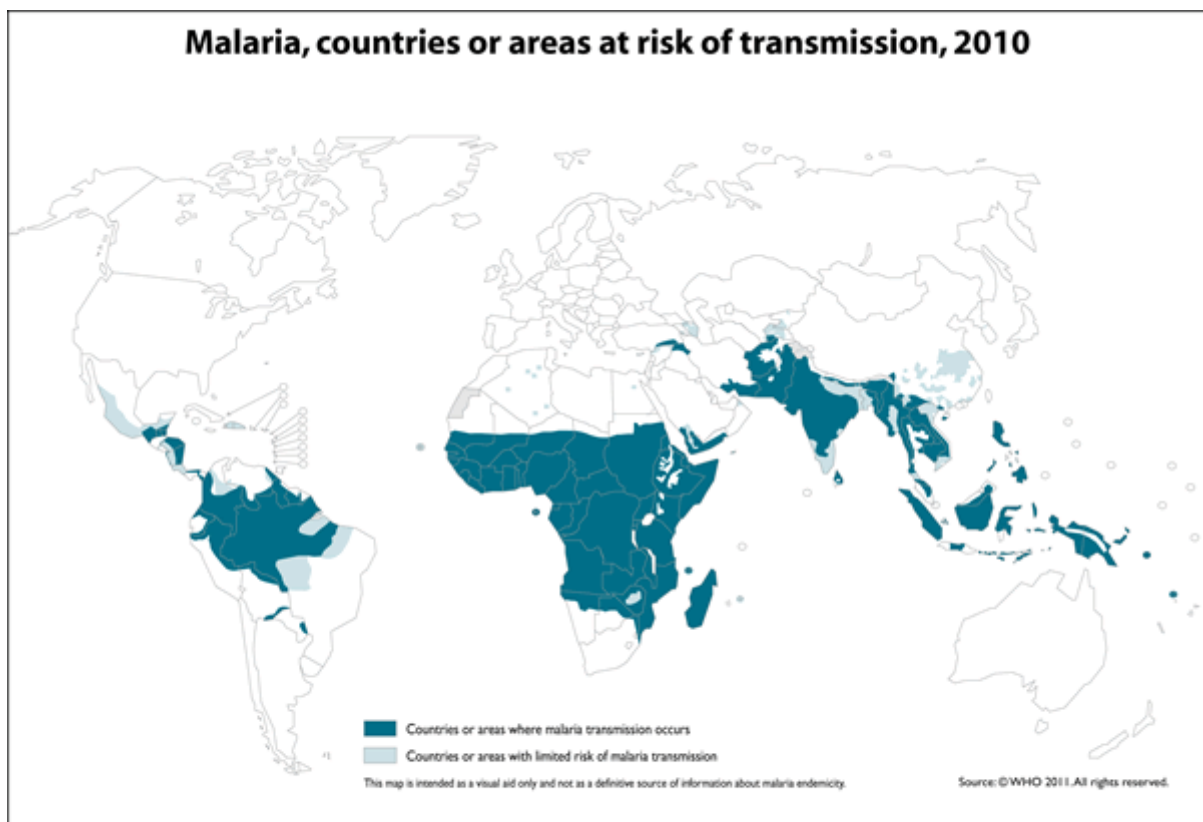 Malaria, countries or areas at risk of transmission, 2010
Countries or areas where malaria transmission occurs
Countries or areas with limited risk of malaria transmission
This map is intended as a visual aid only and not as a definitive source of information about malaria endemicity.
Source: © WHO 2011. All rights reserved.